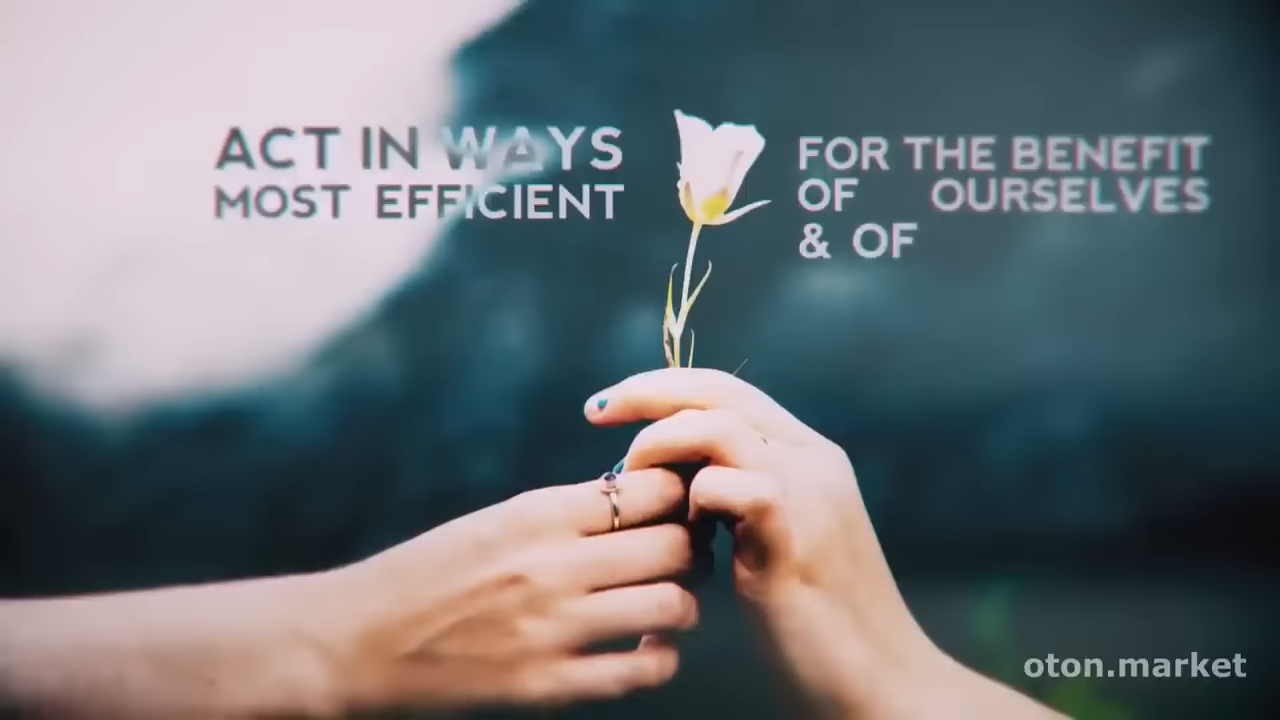 ACT IN WAYS
MOST EFFICIENT
FOR THE BENEFIT
OF OURSELVES
& OF
oton.market